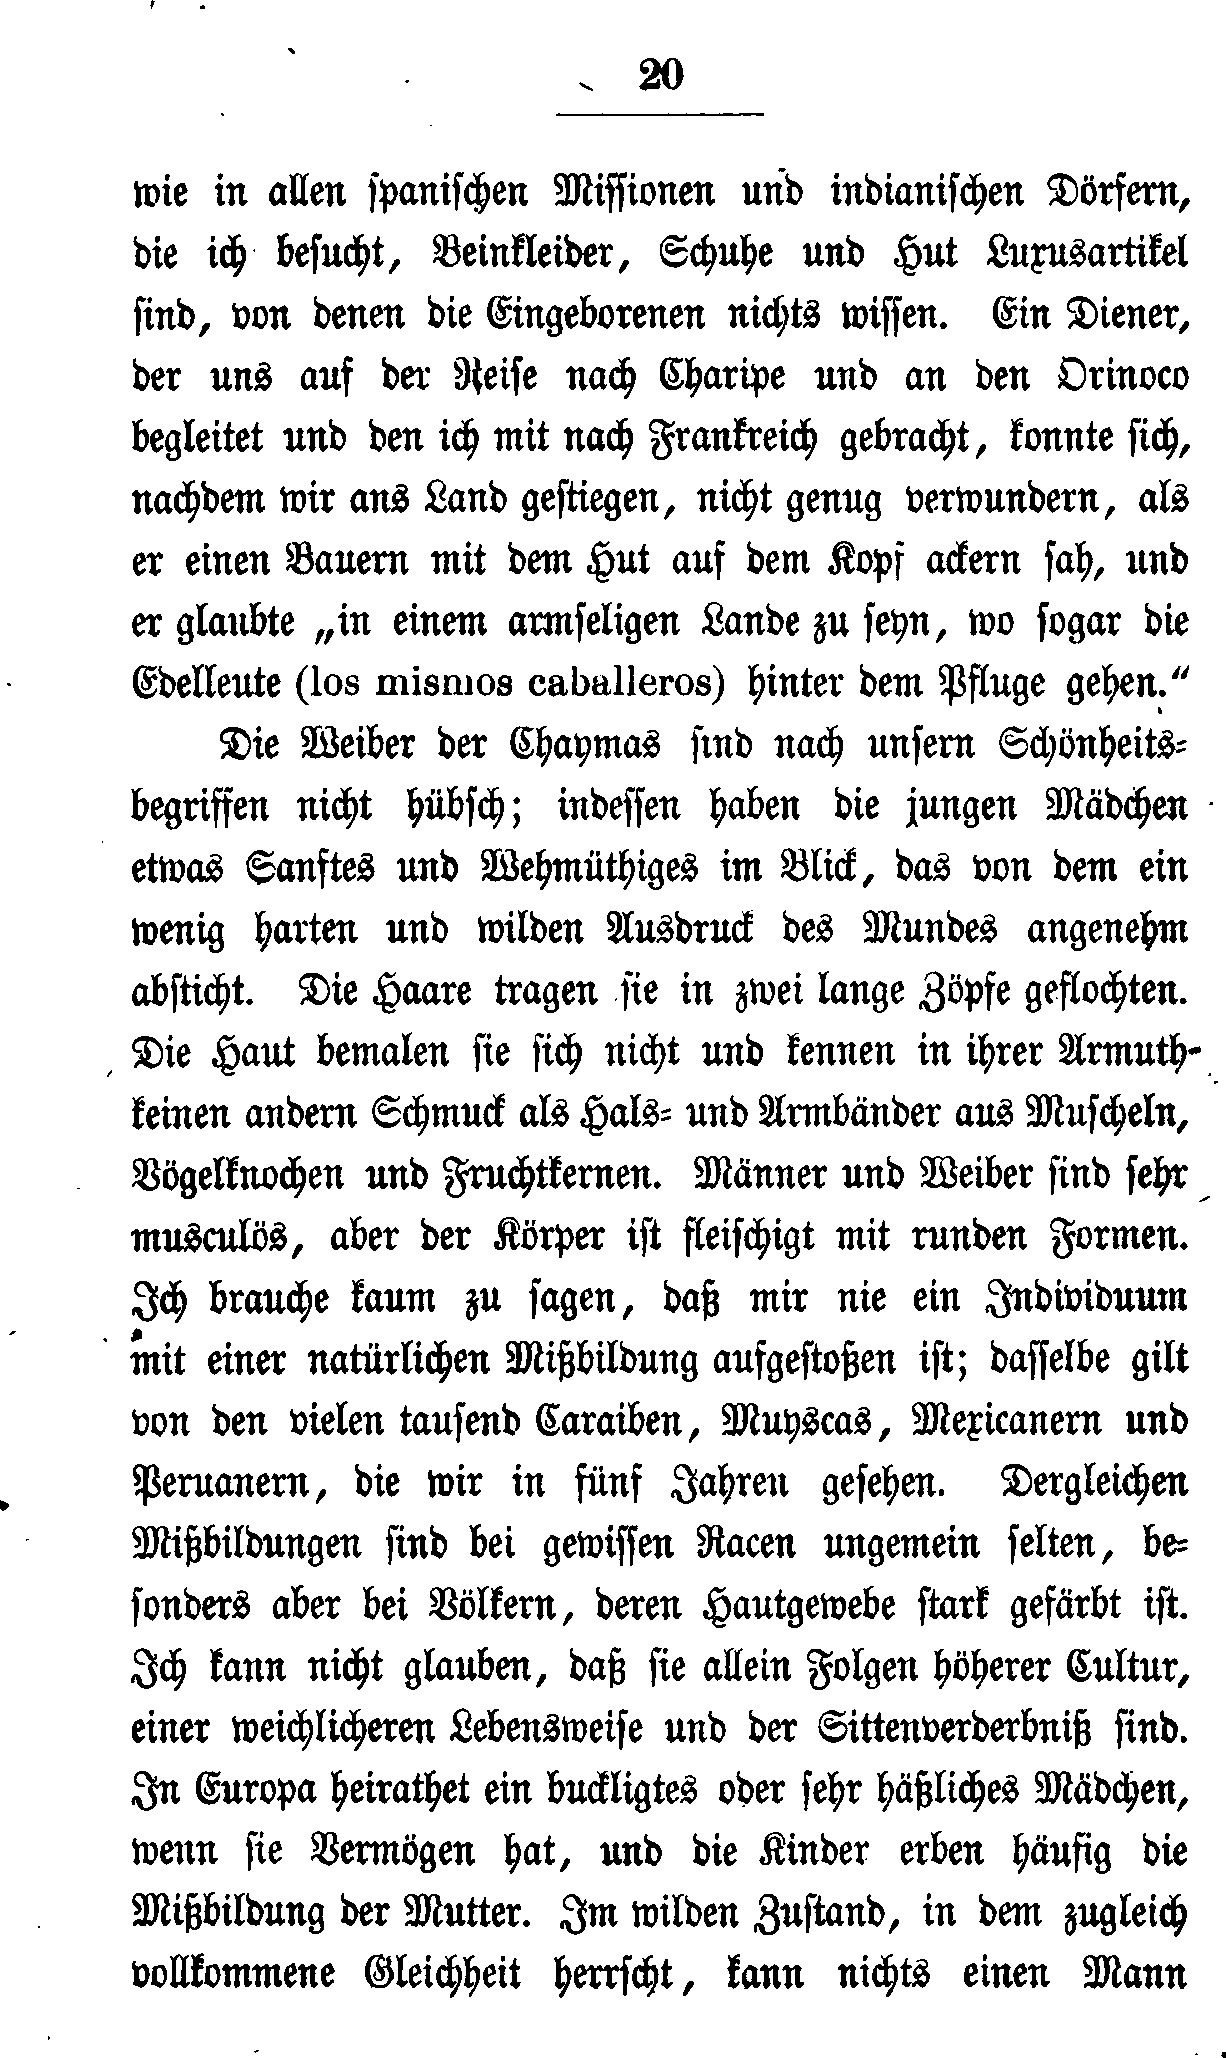 20
wie in allen spanischen Missionen und indianischen Dörfern,
die ich besucht, Beinkleider, Schuhe und Hut Luxusartikel
sind, von denen die Eingeborenen nichts wissen. Ein Diener,
der uns auf der Reise nach Charipe und an den Orinoco
begleitet und den ich mit nach Frankreich gebracht, konnte sich,
nachdem wir ans Land gestiegen, nicht genug verwundern, als
er einen Bauern mit dem Hut auf dem Kopf ackern sah, und
er glaubte „in einem armseligen Lande zu seyn, wo sogar die
Edelleute (los mismos caballeros) hinter dem Pfluge gehen.“
Die Weiber der Chaymas sind nach unsern Schönheits-
begriffen nicht hübsch; indessen haben die jungen Mädchen
etwas Sanftes und Wehmüthiges im Blick, das von dem ein
wenig harten und wilden Ausdruck des Mundes angenehm
absticht. Die Haare tragen sie in zwei lange Zöpfe geflochten.
Die Haut bemalen sie sich nicht und kennen in ihrer Armuth
keinen andern Schmuck als Hals- und Armbänder aus Muscheln,
Vögelknochen und Fruchtkernen. Männer und Weiber sind sehr
musculös, aber der Körper ist fleischigt mit runden Formen.
Ich brauche kaum zu sagen, daß mir nie ein Individuum
mit einer natürlichen Mißbildung aufgestoßen ist; dasselbe gilt
von den vielen tausend Caraiben, Muyscas, Mexicanern und
Peruanern, die wir in fünf Jahren gesehen. Dergleichen
Mißbildungen sind bei gewissen Racen ungemein selten, be-
sonders aber bei Völkern, deren Hautgewebe stark gefärbt ist.
Ich kann nicht glauben, daß sie allein Folgen höherer Cultur,
einer weichlicheren Lebensweise und der Sittenverderbniß sind.
In Europa heirathet ein buckligtes oder sehr häßliches Mädchen,
wenn sie Vermögen hat, und die Kinder erben häufig die
Mißbildung der Mutter. Im wilden Zustand, in dem zugleich
vollkommene Gleichheit herrscht, kann nichts einen Mann